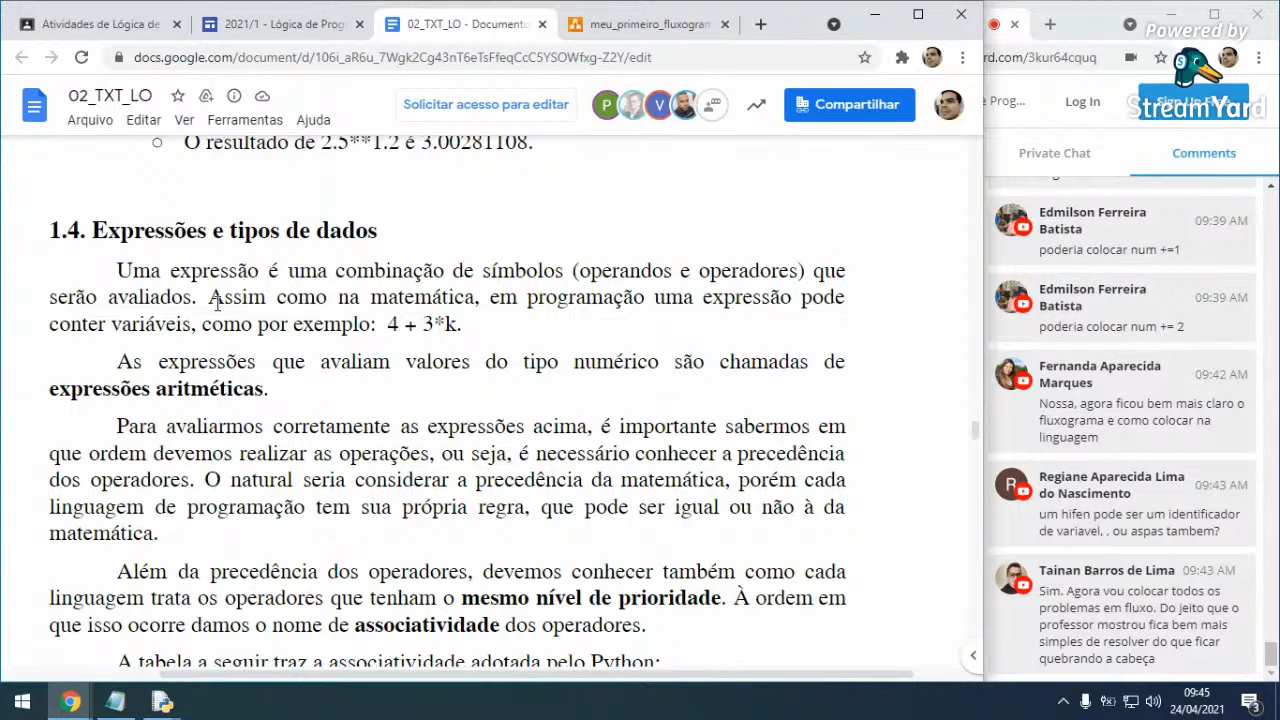 Atividades de Lógica de
2021/1 - Lógica de Prog
02_TXT_LO - Documento
meu_primeiro_fluxogram
docs.google.com/document/d/106i_aR6u_7Wgk2Cg43nT6eTsFfeqCcC5YSOWfxg-Z2Y/edit
02_TXT_LO
Arquivo Editar Ver Ferramentas Ajuda
Solicitar acesso para editar
P
V
Compartilhar
O resultado de 2.5**1.2 é 3.00281108.
1.4. Expressões e tipos de dados
Uma expressão é uma combinação de símbolos (operandos e operadores) que
serão avaliados. Assim como na matemática, em programação uma expressão pode
conter variáveis, como por exemplo: 4 + 3*k.
As expressões que avaliam valores do tipo numérico são chamadas de
expressões aritméticas.
Para avaliarmos corretamente as expressões acima, é importante sabermos em
que ordem devemos realizar as operações, ou seja, é necessário conhecer a precedência
dos operadores. O natural seria considerar a precedência da matemática, porém cada
linguagem de programação tem sua própria regra, que pode ser igual ou não à da
matemática.
Além da precedência dos operadores, devemos conhecer também como cada
linguagem trata os operadores que tenham o mesmo nível de prioridade. À ordem em
que isso ocorre damos o nome de associatividade dos operadores.
A tabela a seguir traz a associatividade adotada pelo Python:
Powered by
StreamYard
rd.com/3kur64cquq
Prog...
Log In
Private Chat
Comments
Edmilson Ferreira
Batista
09:39 AM
poderia colocar num +=1
Edmilson Ferreira
Batista
09:39 AM
poderia colocar num += 2
Fernanda Aparecida
Marques
09:42 AM
Nossa, agora ficou bem mais claro o
fluxograma e como colocar na
linguagem
R
Regiane Aparecida Lima
do Nascimento
09:43 AM
um hifen pode ser um identificador
de variavel, , ou aspas tambem?
Tainan Barros de Lima 09:43 AM
Sim. Agora vou colocar todos os
problemas em fluxo. Do jeito que o
professor mostrou fica bem mais
simples de resolver do que ficar
quebrando a cabeça
09:45
24/04/2021
3